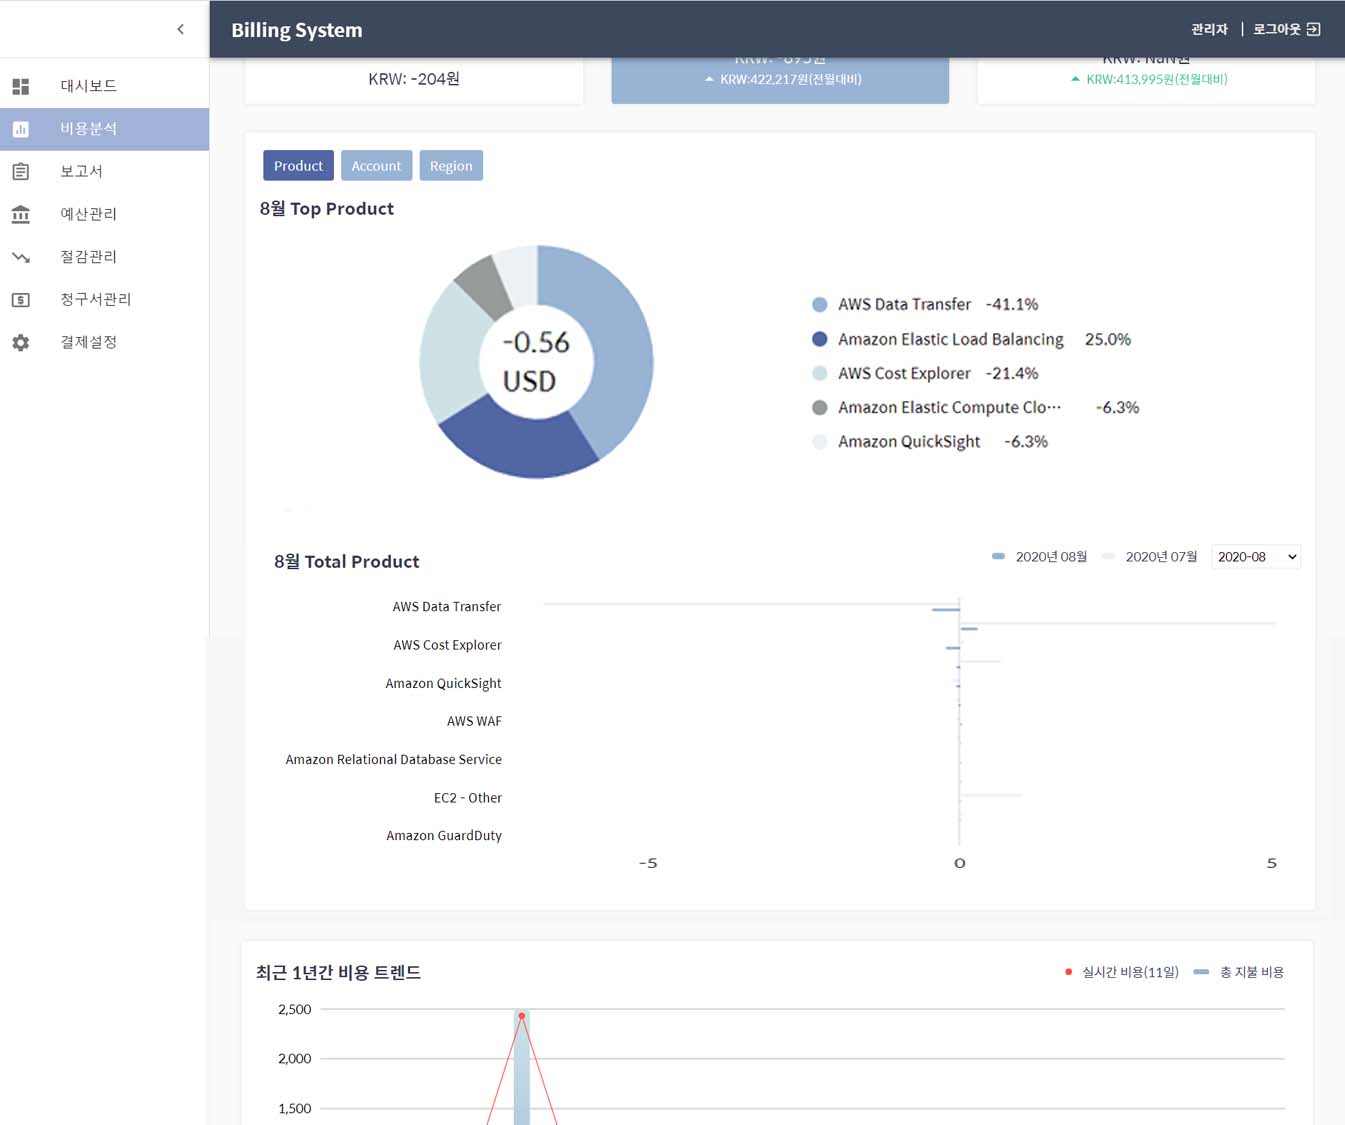 Billing System
관리자 | 로그아웃
대시보드
비용분석
보고서
예산관리
절감관리
청구서관리
결제설정
KRW: -204원
KRW: -895원
KRW:422,217원(전월대비)
KRW: NaN원
KRW:413,995원(전월대비)
Product Account Region
8월 Top Product
-0.56
USD
AWS Data Transfer -41.1%
Amazon Elastic Load Balancing 25.0%
AWS Cost Explorer -21.4%
Amazon Elastic Compute Clo··· -6.3%
Amazon QuickSight -6.3%
8월 Total Product
2020년 08월 2020년 07월 2020-08
AWS Data Transfer
AWS Cost Explorer
Amazon QuickSight
AWS WAF
Amazon Relational Database Service
EC2 - Other
Amazon GuardDuty
-5 0 5
최근 1년간 비용 트렌드
실시간 비용(11일) 총 지불 비용
2,500
2,000
1,500